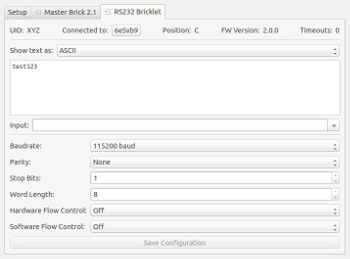 Setup Master Brick 2.1 RS232 Bricklet
UID: XYZ Connected to: 6eSvb9 Position: C FW Version: 2.0.0 Timeouts: 0
Show text as: ASCII
test123
Input:
Baudrate: 115200 baud
Parity: None
Stop Bits: 1
Word Length: 8
Hardware Flow Control: Off
Software Flow Control: Off
Save Configuration